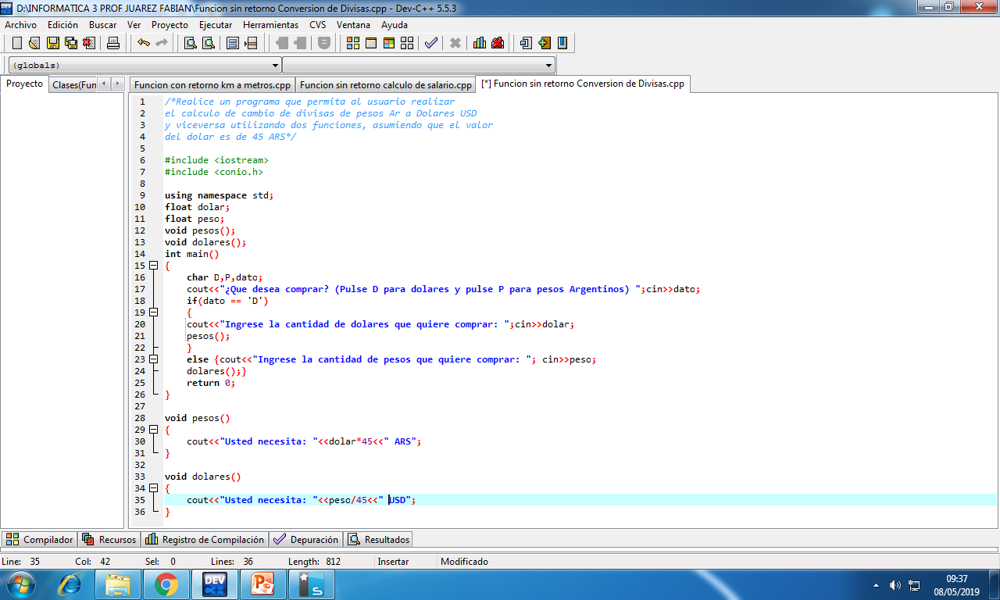 D:\INFORMATICA 3 PROF JUAREZ FABIAN\Funcion sin retorno Conversion de Divisas.cpp - Dev-C++ 5.5.3
Archivo Edición Buscar Ver Proyecto Ejecutar Herramientas CVS Ventana Ayuda
(globals)
Proyecto Clases(Fun Funcion con retorno km a metros.cpp Funcion sin retorno calculo de salario.cpp [*] Funcion sin retorno Conversion de Divisas.cpp
1 /*Realice un programa que permita al usuario realizar
2 el calculo de cambio de divisas de pesos Ar a Dolares USD
3 y viceversa utilizando dos funciones, asumiendo que el valor
4 del dolar es de 45 ARS*/
5
6 #include <iostream>
7 #include <conio.h>
8
9 using namespace std;
10 float dolar;
11 float peso;
12 void pesos();
13 void dolares();
14 int main()
15 {
16 char D,P,dato;
17 cout<<"¿Que desea comprar? (Pulse D para dolares y pulse P para pesos Argentinos) ";cin>>dato;
18 if(dato == 'D')
19 {
20 cout<<"Ingrese la cantidad de dolares que quiere comprar: ";cin>>dolar;
21 pesos();
22 }
23 else {cout<<"Ingrese la cantidad de pesos que quiere comprar: "; cin>>peso;
24 dolares();}
25 return 0;
26 }
27
28 void pesos()
29 {
30 cout<<"Usted necesita: "<<dolar*45<<" ARS";
31 }
32
33 void dolares()
34 {
35 cout<<"Usted necesita: "<<peso/45<<" USD";
36 }
Compilador Recursos Registro de Compilación Depuración Resultados
Line: 35 Col: 42 Sel: 0 Lines: 36 Length: 812 Insertar Modificado
DEV C++ P S
09:37
08/05/2019